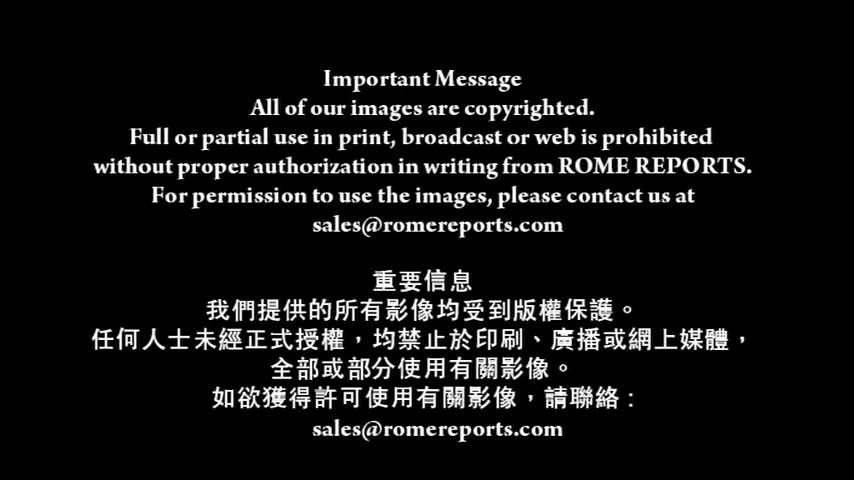 Important Message
All of our images are copyrighted.
Full or partial use in print, broadcast or web is prohibited
without proper authorization in writing from ROME REPORTS.
For permission to use the images, please contact us at
sales@romereports.com
重要信息
我們提供的所有影像均受到版權保護。
任何人士未經正式授權，均禁止於印刷、廣播或網上媒體，
全部或部分使用有關影像。
如欲獲得許可使用有關影像，請聯絡：
sales@romereports.com